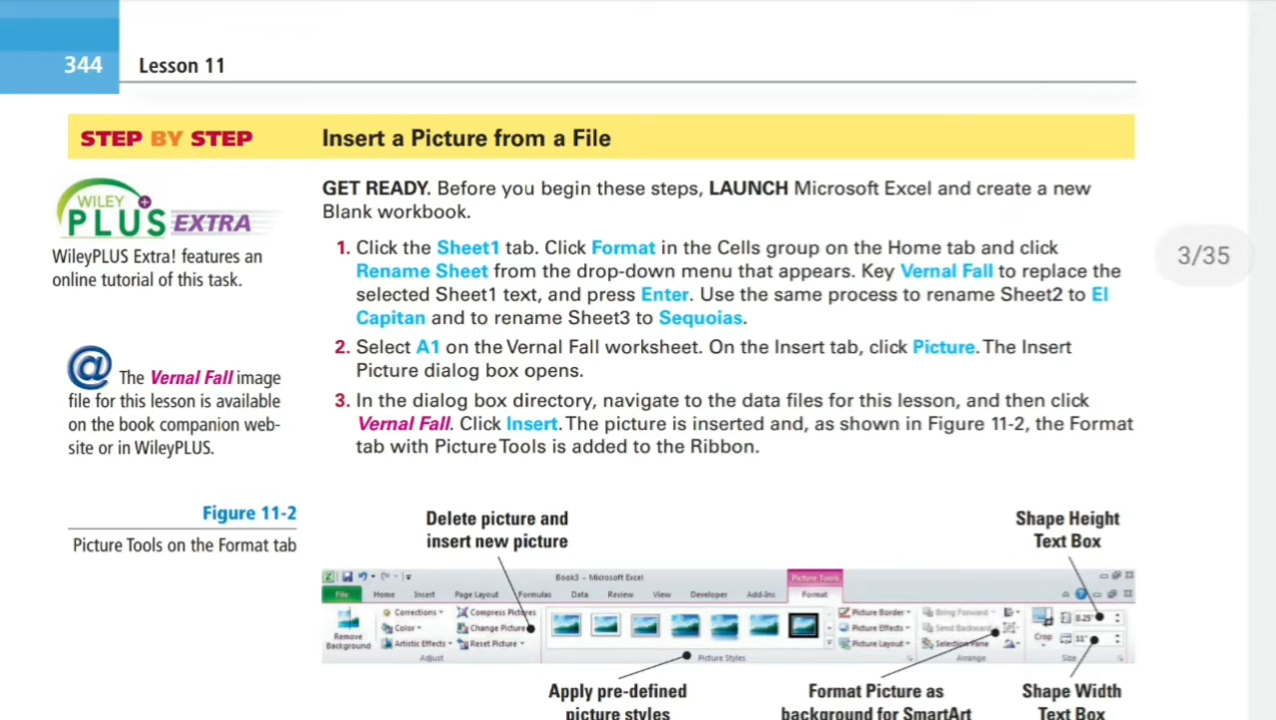 344 Lesson 11
STEP BY STEP
Insert a Picture from a File
WILEY
PLUS EXTRA
WileyPLUS Extra! features an
online tutorial of this task.
GET READY. Before you begin these steps, LAUNCH Microsoft Excel and create a new
Blank workbook.
1. Click the Sheet1 tab. Click Format in the Cells group on the Home tab and click
Rename Sheet from the drop-down menu that appears. Key Vernal Fall to replace the
selected Sheet1 text, and press Enter. Use the same process to rename Sheet2 to El
Capitan and to rename Sheet3 to Sequoias.
3/35
2. Select A1 on the Vernal Fall worksheet. On the Insert tab, click Picture. The Insert
Picture dialog box opens.
3. In the dialog box directory, navigate to the data files for this lesson, and then click
Vernal Fall. Click Insert. The picture is inserted and, as shown in Figure 11-2, the Format
tab with Picture Tools is added to the Ribbon.
@ The Vernal Fall image
file for this lesson is available
on the book companion web-
site or in WileyPLUS.
Figure 11-2
Picture Tools on the Format tab
Delete picture and
insert new picture
Shape Height
Text Box
Book3 - Microsoft Excel
Picture Tools
File Home Insert Page Layout Formulas Data Review View Developer Add-Ins Format
Remove
Background
Corrections
Color
Artistic Effects
Adjust
Compress Pictures
Change Picture
Reset Picture
Picture Styles
Picture Border
Picture Effects
Picture Layout
Bring Forward
Send Backward
Selection Pane
Arrange
Crop
8.25"
11"
Size
Apply pre-defined
picture styles
Format Picture as
background for SmartArt
Shape Width
Text Box